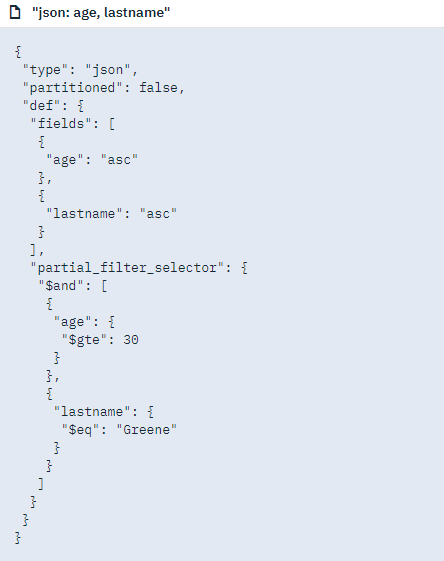 "json: age, lastname"
{
 "type": "json",
 "partitioned": false,
 "def": {
  "fields": [
   {
    "age": "asc"
   },
   {
    "lastname": "asc"
   }
  ],
  "partial_filter_selector": {
   "$and": [
    {
     "age": {
      "$gte": 30
     }
    },
    {
     "lastname": {
      "$eq": "Greene"
     }
    }
   ]
  }
 }
}